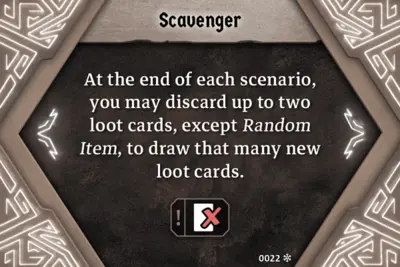 Scavenger
At the end of each scenario,
you may discard up to two
loot cards, except Random
Item, to draw that many new
loot cards.
0022